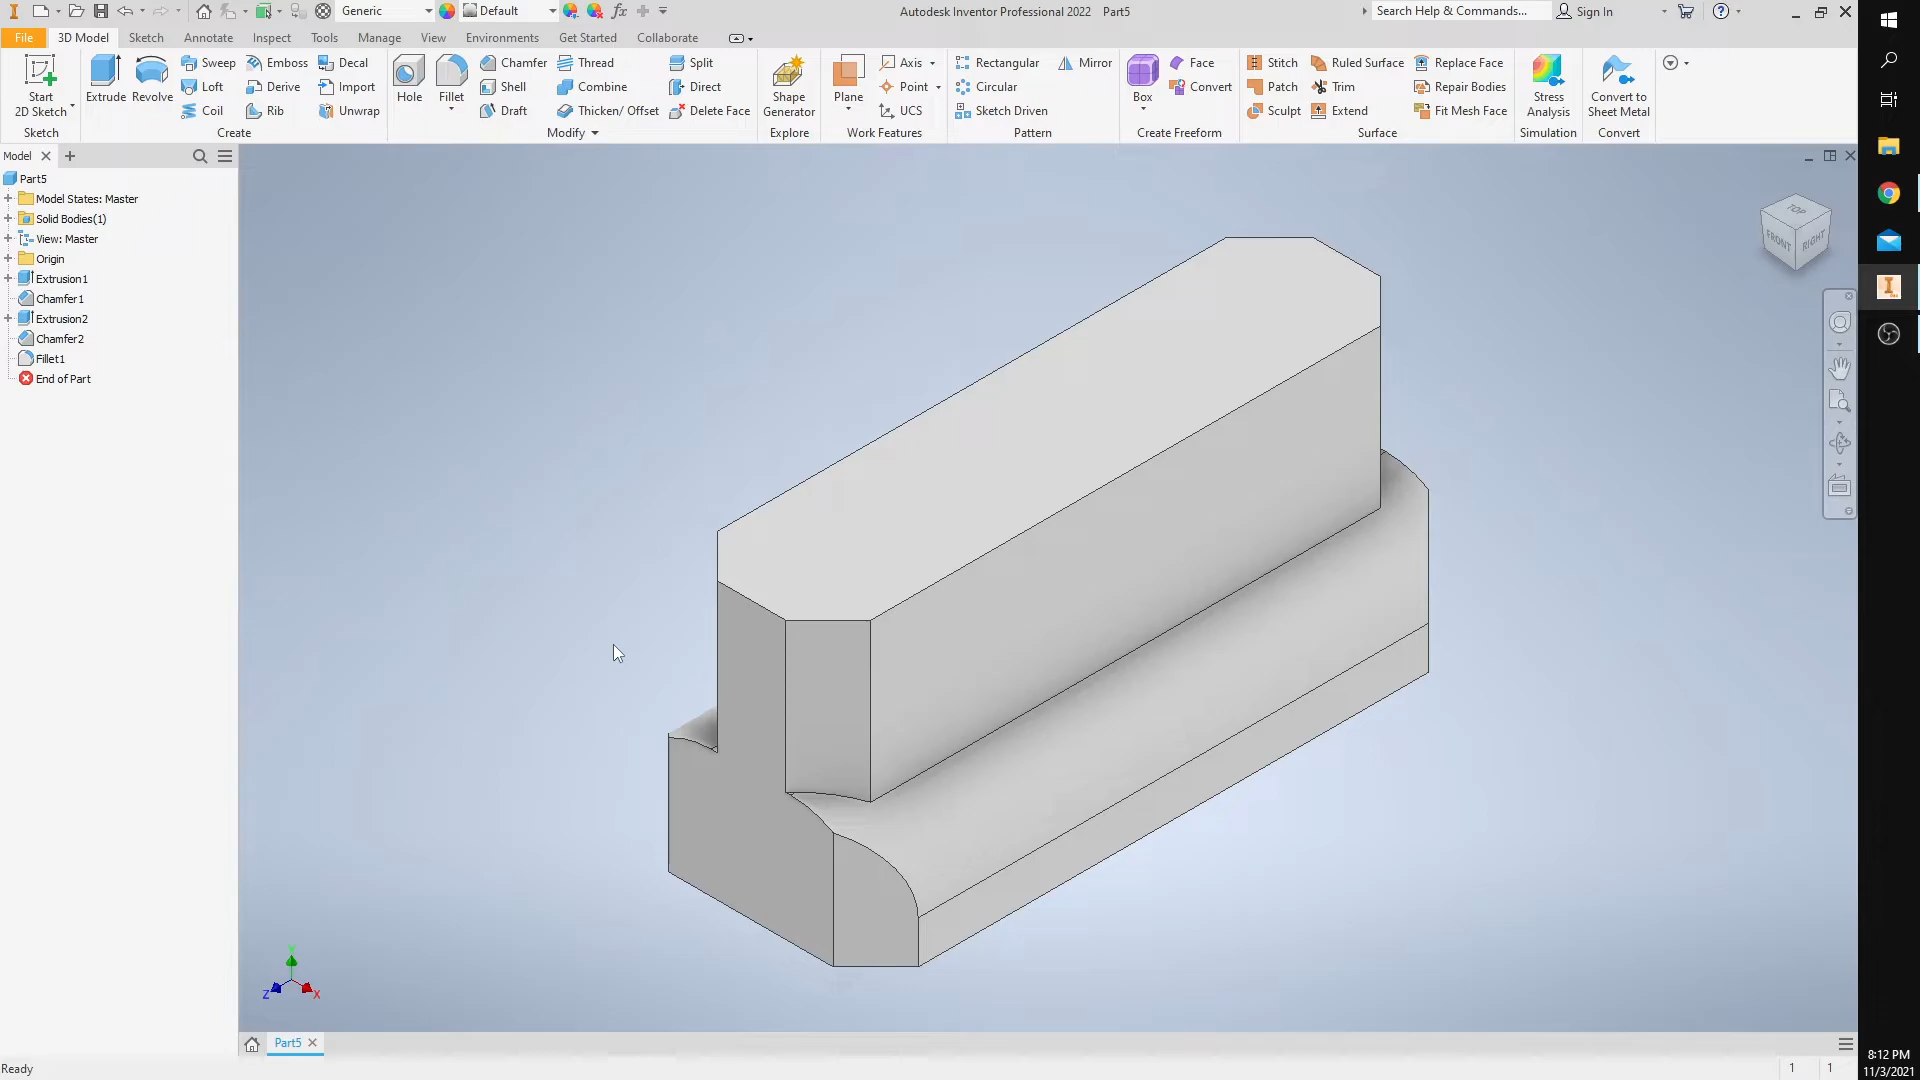 Generic
Default
fx
Autodesk Inventor Professional 2022 Part5
Search Help & Commands...
Sign In
File 3D Model Sketch Annotate Inspect Tools Manage View Environments Get Started Collaborate
Start
2D Sketch
Sketch
Extrude
Revolve
Sweep
Loft
Coil
Emboss
Derive
Rib
Decal
Import
Unwrap
Create
Hole
Fillet
Chamfer
Shell
Draft
Thread
Combine
Thicken/ Offset
Split
Direct
Delete Face
Modify
Shape
Generator
Explore
Plane
Axis
Point
UCS
Work Features
Rectangular
Circular
Sketch Driven
Mirror
Pattern
Box
Face
Convert
Create Freeform
Stitch
Patch
Sculpt
Ruled Surface
Trim
Extend
Replace Face
Repair Bodies
Fit Mesh Face
Surface
Stress
Analysis
Simulation
Convert to
Sheet Metal
Convert
Model
Part5
Model States: Master
Solid Bodies(1)
View: Master
Origin
Extrusion1
Chamfer1
Extrusion2
Chamfer2
Fillet1
End of Part
TOP
FRONT
RIGHT
Y
Z
X
Part5
Ready
1 1
8:12 PM
11/3/2021